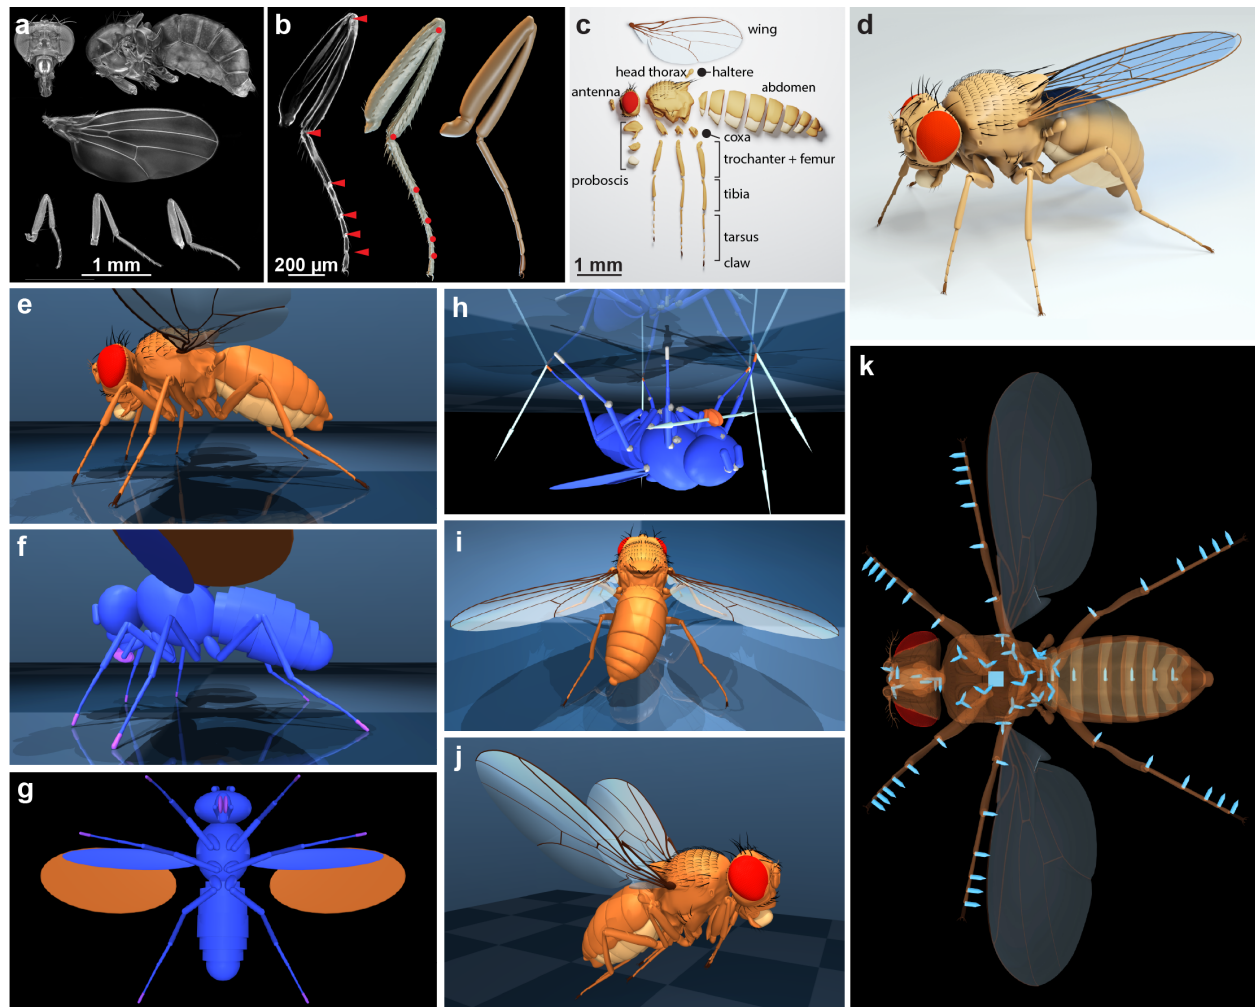 a
1 mm
b
200 µm
c
wing
head thorax
haltere
antenna
abdomen
coxa
trochanter + femur
proboscis
tibia
tarsus
claw
1 mm
d
e
f
g
h
i
j
k